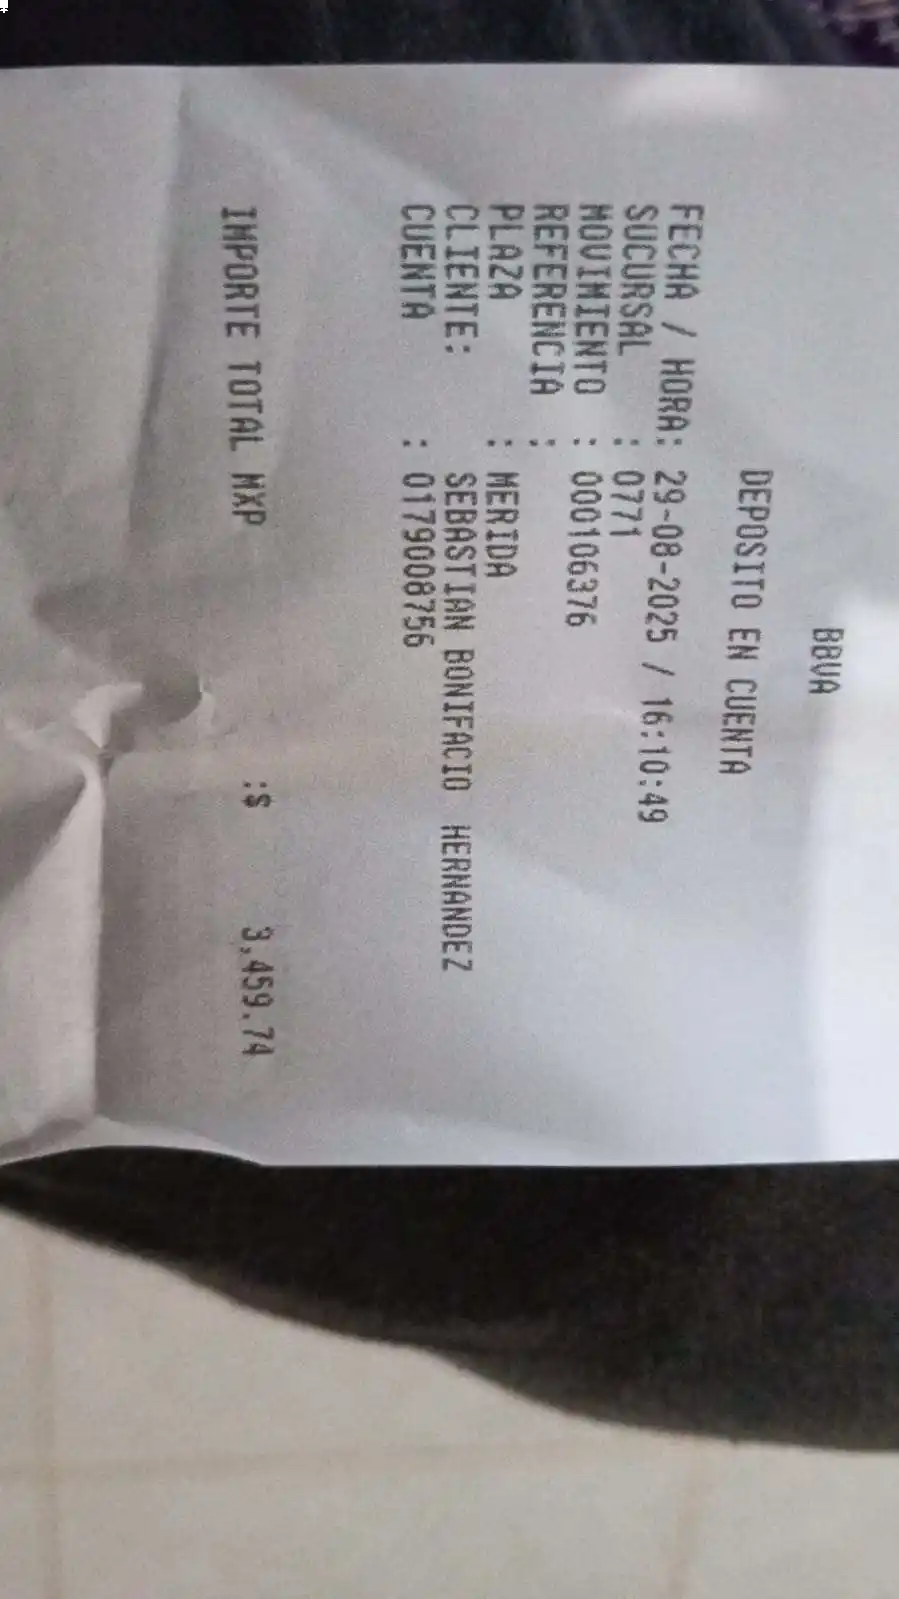 BBVA
DEPOSITO EN CUENTA
FECHA / HORA: 29-08-2025 / 16:10:49
SUCURSAL : 0771
MOVIMIENTO : 000106376
REFERENCIA :
PLAZA : MERIDA
CLIENTE: SEBASTIAN BONIFACIO HERNANDEZ
CUENTA : 0179008756
IMPORTE TOTAL MXP :$ 3,459.74